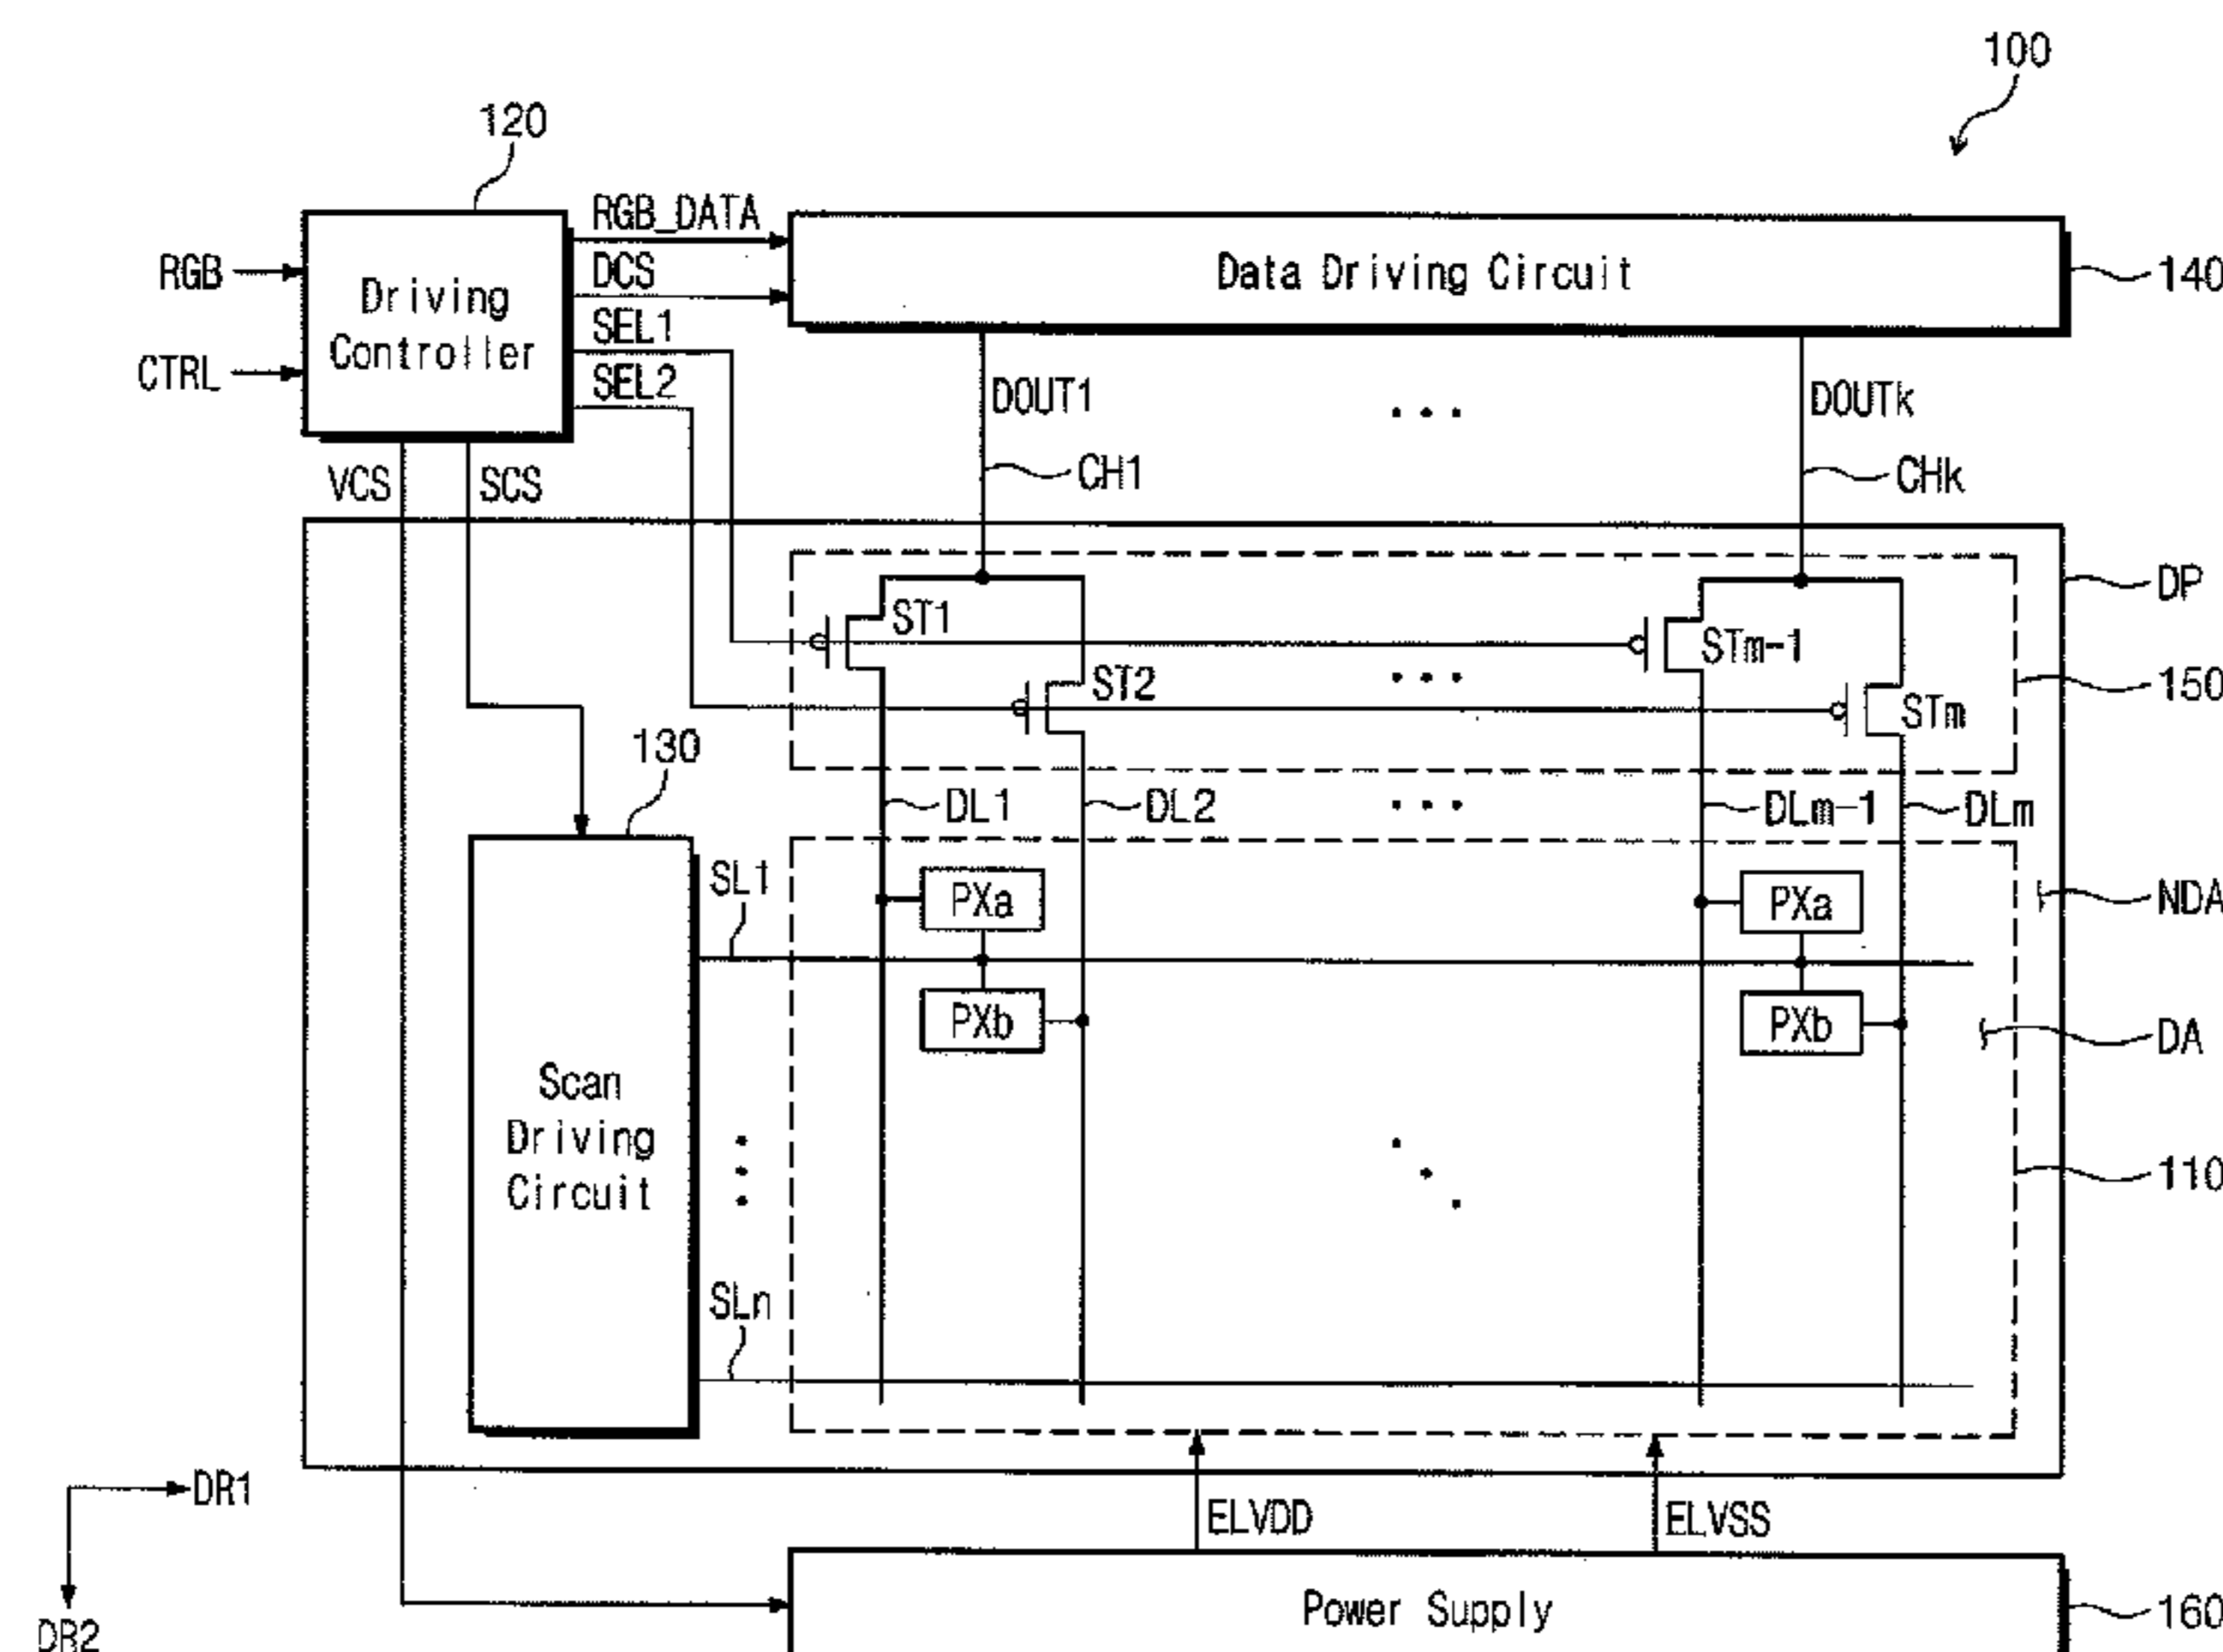 100
120
RGB_DATA
RGB
DCS
Data Driving Circuit
140
Driving
Controller
SEL1
CTRL
SEL2
DOUT1
DOUTk
VCS
SCS
CH1
CHk
DP
ST1
STm-1
ST2
150
STm
130
DL1
DL2
DLm-1
DLm
SL1
PXa
PXa
NDA
PXb
PXb
DA
Scan
Driving
Circuit
110
SLn
DR1
ELVDD
ELVSS
Power Supply
160
DR2